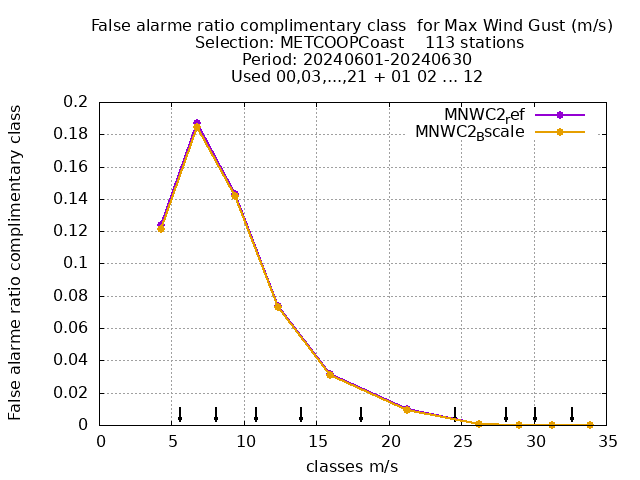 False alarme ratio complimentary class  for Max Wind Gust (m/s)
Selection: METCOOPCoast    113 stations
Period: 20240601-20240630
Used 00,03,...,21 + 01 02 ... 12
False alarme ratio complimentary class
0.2
0.18
0.16
0.14
0.12
0.1
0.08
0.06
0.04
0.02
0
MNWC2ref
MNWC2Bscale
0 5 10 15 20 25 30 35
classes m/s